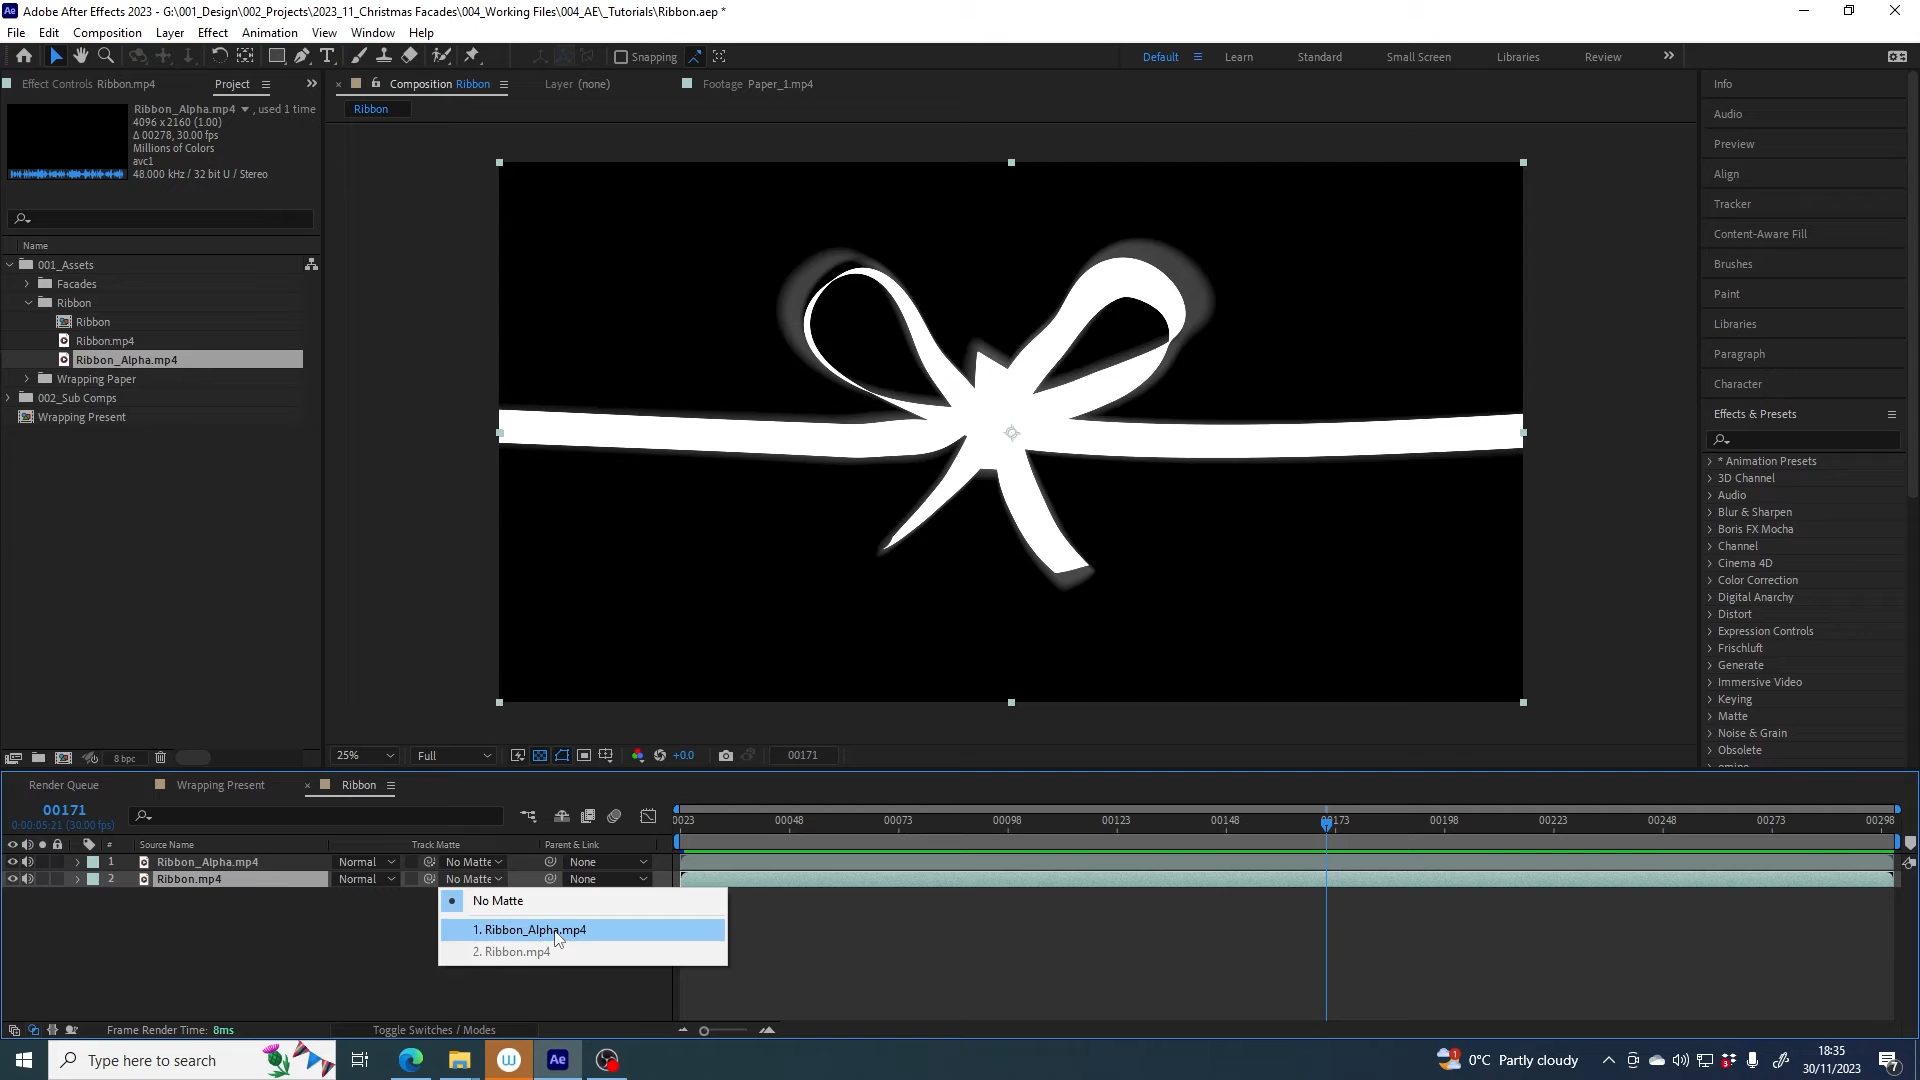 Adobe After Effects 2023 - G:\001_Design\002_Projects\2023_11_Christmas Facades\004_Working Files\004_AE\_Tutorials\Ribbon.aep *
File Edit Composition Layer Effect Animation View Window Help
Snapping
Default Learn Standard Small Screen Libraries Review
Effect Controls Ribbon.mp4 Project
Composition Ribbon Layer (none) Footage Paper_1.mp4
Ribbon
Ribbon_Alpha.mp4 , used 1 time
4096 x 2160 (1.00)
Δ 00278, 30.00 fps
Millions of Colors
avc1
48.000 kHz / 32 bit U / Stereo
Name
001_Assets
Facades
Ribbon
Ribbon
Ribbon.mp4
Ribbon_Alpha.mp4
Wrapping Paper
002_Sub Comps
Wrapping Present
8 bpc
25% Full +0.0 00171
Info
Audio
Preview
Align
Tracker
Content-Aware Fill
Brushes
Paint
Libraries
Paragraph
Character
Effects & Presets
* Animation Presets
3D Channel
Audio
Blur & Sharpen
Boris FX Mocha
Channel
Cinema 4D
Color Correction
Digital Anarchy
Distort
Expression Controls
Frischluft
Generate
Immersive Video
Keying
Matte
Noise & Grain
Obsolete
Render Queue Wrapping Present Ribbon
00171
0:00:05:21 (30.00 fps)
0023 00048 00073 00098 00123 00148 00173 00198 00223 00248 00273 00298
# Source Name Track Matte Parent & Link
1 Ribbon_Alpha.mp4 Normal No Matte None
2 Ribbon.mp4 Normal No Matte None
No Matte
1. Ribbon_Alpha.mp4
2. Ribbon.mp4
Frame Render Time: 8ms Toggle Switches / Modes
Type here to search
W
Ae
0°C Partly cloudy
18:35
30/11/2023
7